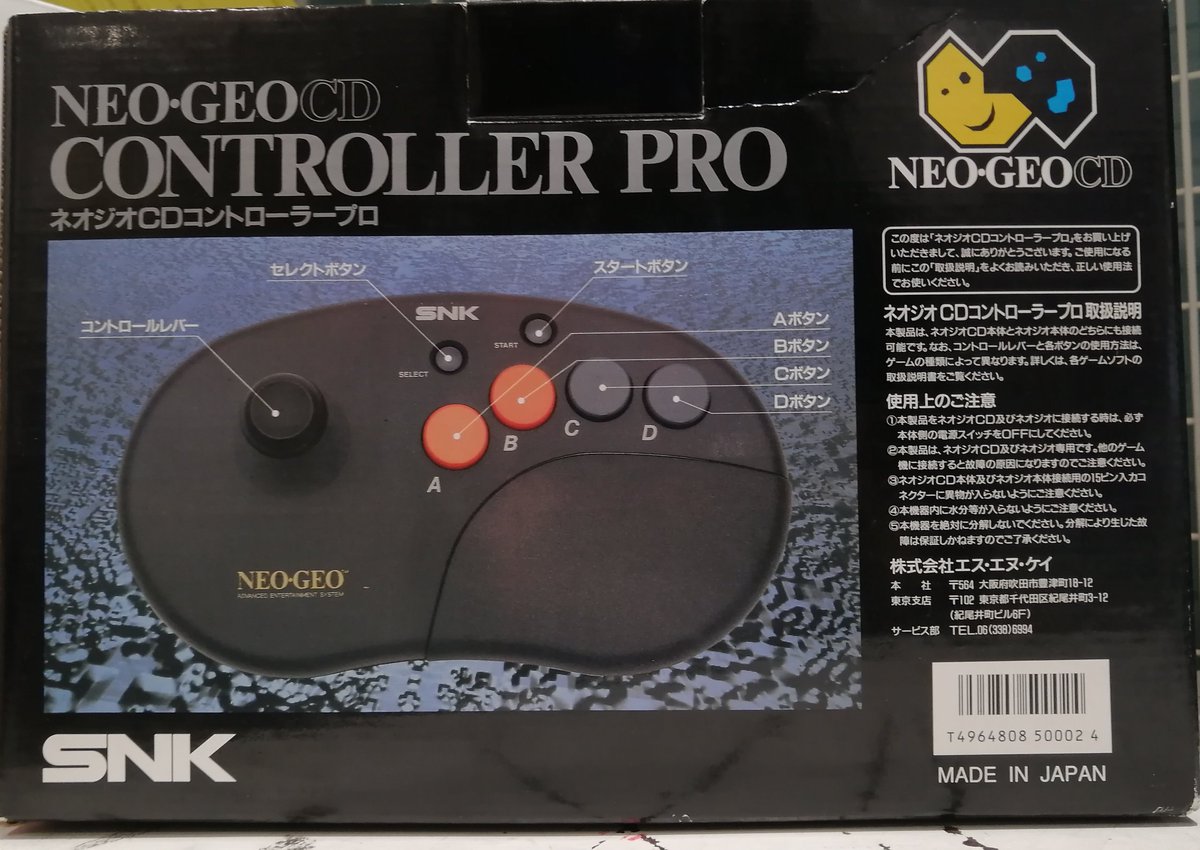 NEO·GEO CD
CONTROLLER PRO
ネオジオCDコントローラープロ
セレクトボタン
スタートボタン
コントロールレバー
Aボタン
Bボタン
Cボタン
Dボタン
SNK
START
SELECT
A
B
C
D
NEO·GEO™
ADVANCED ENTERTAINMENT SYSTEM
SNK
NEO·GEO CD
この度は「ネオジオCDコントローラープロ」をお買い上げ
いただきまして、誠にありがとうございます。ご使用になる
前にこの「取扱説明」をよくお読みいただき、正しい使用法
でお使いください。
ネオジオCDコントローラープロ取扱説明
本製品は、ネオジオCD本体とネオジオ本体のどちらにも接続
可能です。なお、コントロールレバーと各ボタンの使用方法は、
ゲームの種類によって異なります。詳しくは、各ゲームソフトの
取扱説明書をご覧ください。
使用上のご注意
①本製品をネオジオCD及びネオジオに接続する時は、必ず
本体側の電源スイッチをOFFにしてください。
②本製品は、ネオジオCD及びネオジオ専用です。他のゲーム
機に接続すると故障の原因になりますのでご注意ください。
③ネオジオCD本体及びネオジオ本体接続用の15ピン入力コ
ネクターに異物が入らないようにご注意ください。
④本機器内に水分等が入らないようにご注意ください。
⑤本機器を絶対に分解しないでください。分解により生じた故
障は保証しかねますのでご了承ください。
株式会社エス・エヌ・ケイ
本　社 〒564 大阪府吹田市豊津町18-12
東京支店 〒102 東京都千代田区紀尾井町3-12
(紀尾井町ビル6F)
サービス部 TEL.06(338)6994
T4964808 50002 4
MADE IN JAPAN